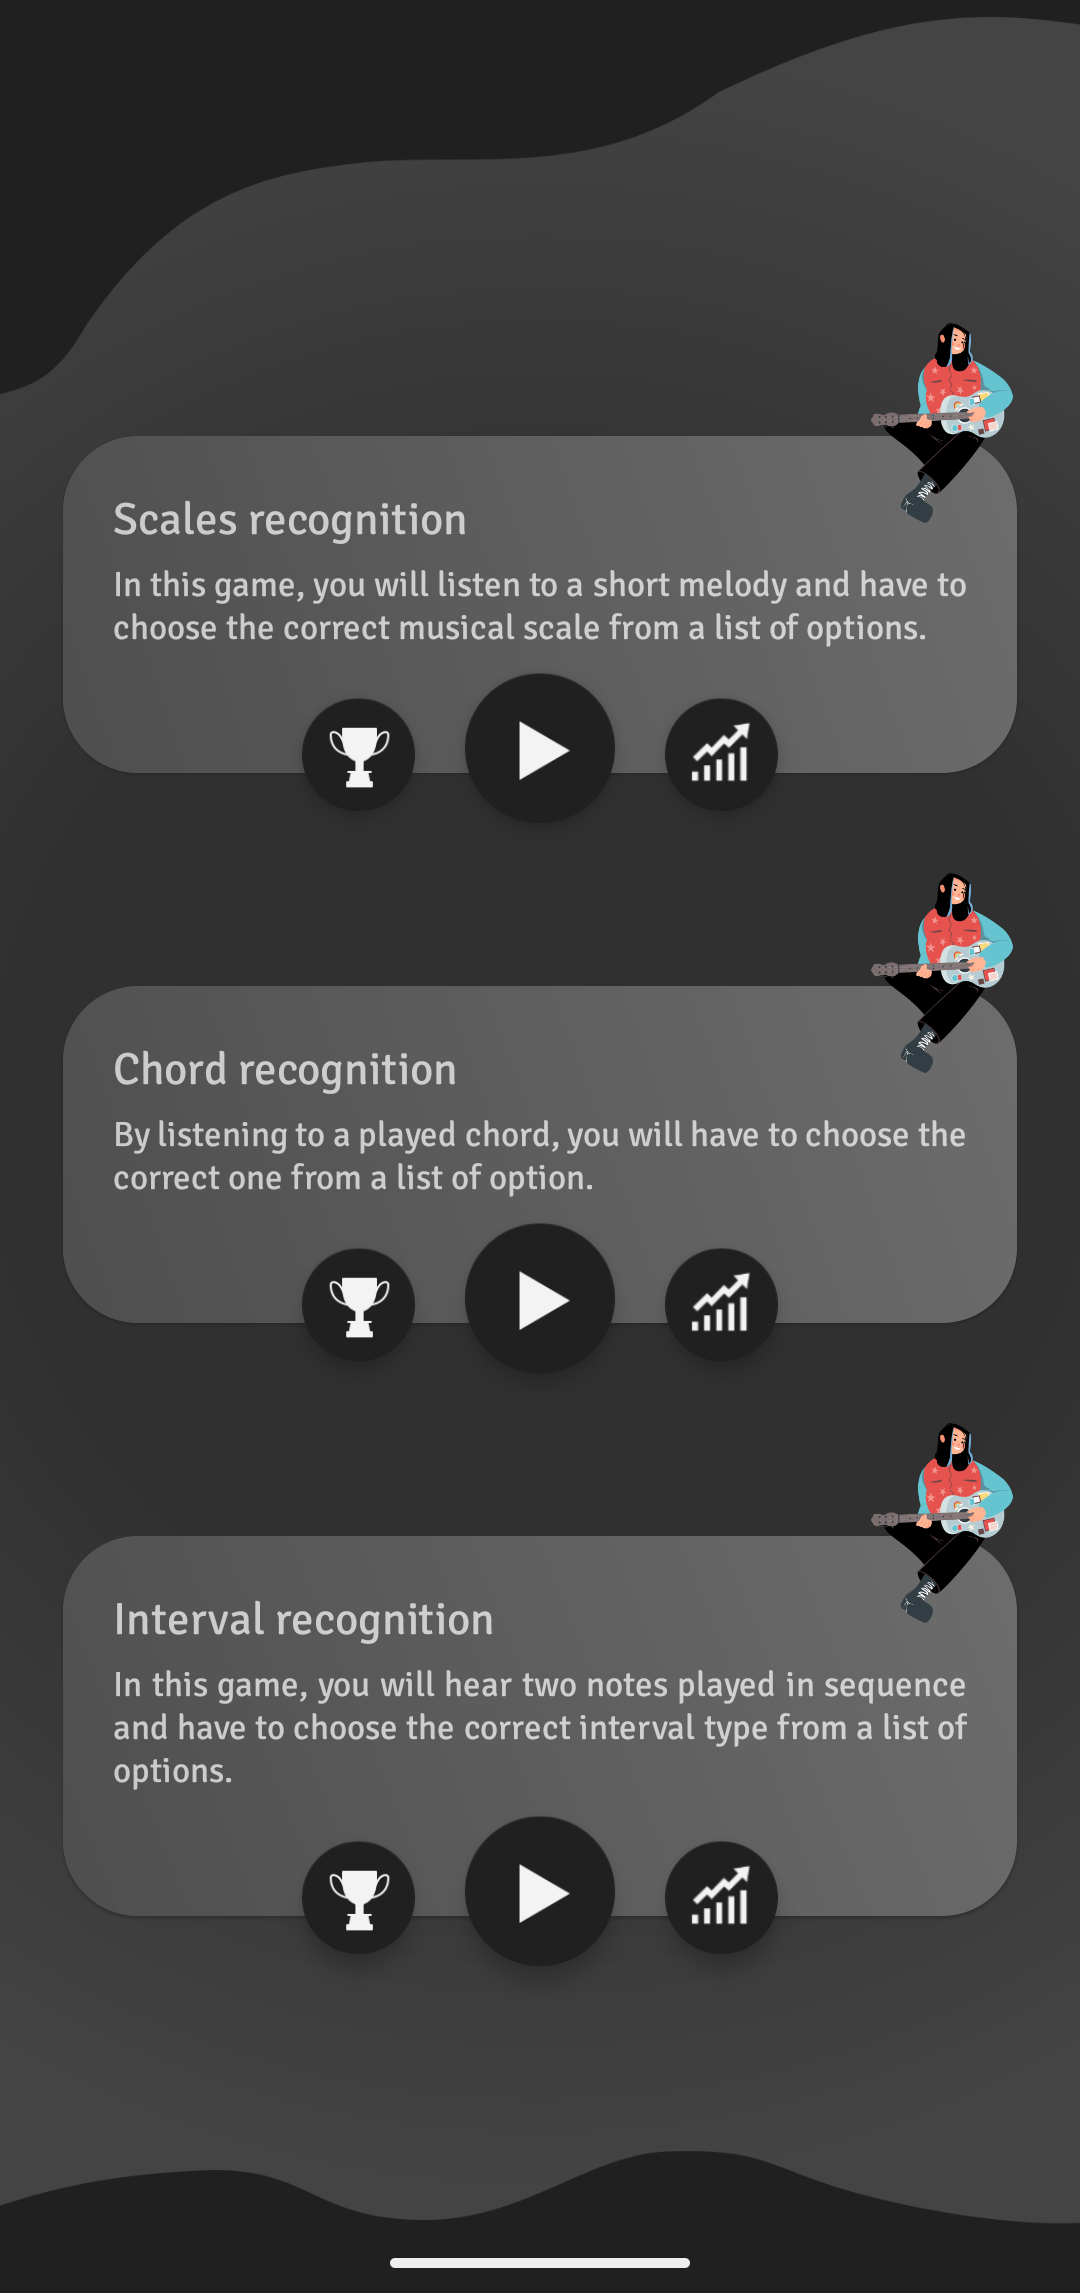 Scales recognition
In this game, you will listen to a short melody and have to
choose the correct musical scale from a list of options.
Chord recognition
By listening to a played chord, you will have to choose the
correct one from a list of option.
Interval recognition
In this game, you will hear two notes played in sequence
and have to choose the correct interval type from a list of
options.